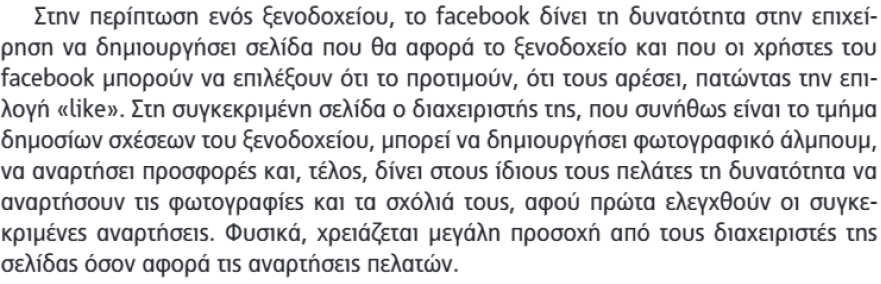 Στην περίπτωση ενός ξενοδοχείου, το facebook δίνει τη δυνατότητα στην επιχεί-
ρηση να δημιουργήσει σελίδα που θα αφορά το ξενοδοχείο και που οι χρήστες του
facebook μπορούν να επιλέξουν ότι το προτιμούν, ότι τους αρέσει, πατώντας την επι-
λογή «like». Στη συγκεκριμένη σελίδα ο διαχειριστής της, που συνήθως είναι το τμήμα
δημοσίων σχέσεων του ξενοδοχείου, μπορεί να δημιουργήσει φωτογραφικό άλμπουμ,
να αναρτήσει προσφορές και, τέλος, δίνει στους ίδιους τους πελάτες τη δυνατότητα να
αναρτήσουν τις φωτογραφίες και τα σχόλιά τους, αφού πρώτα ελεγχθούν οι συγκε-
κριμένες αναρτήσεις. Φυσικά, χρειάζεται μεγάλη προσοχή από τους διαχειριστές της
σελίδας όσον αφορά τις αναρτήσεις πελατών.